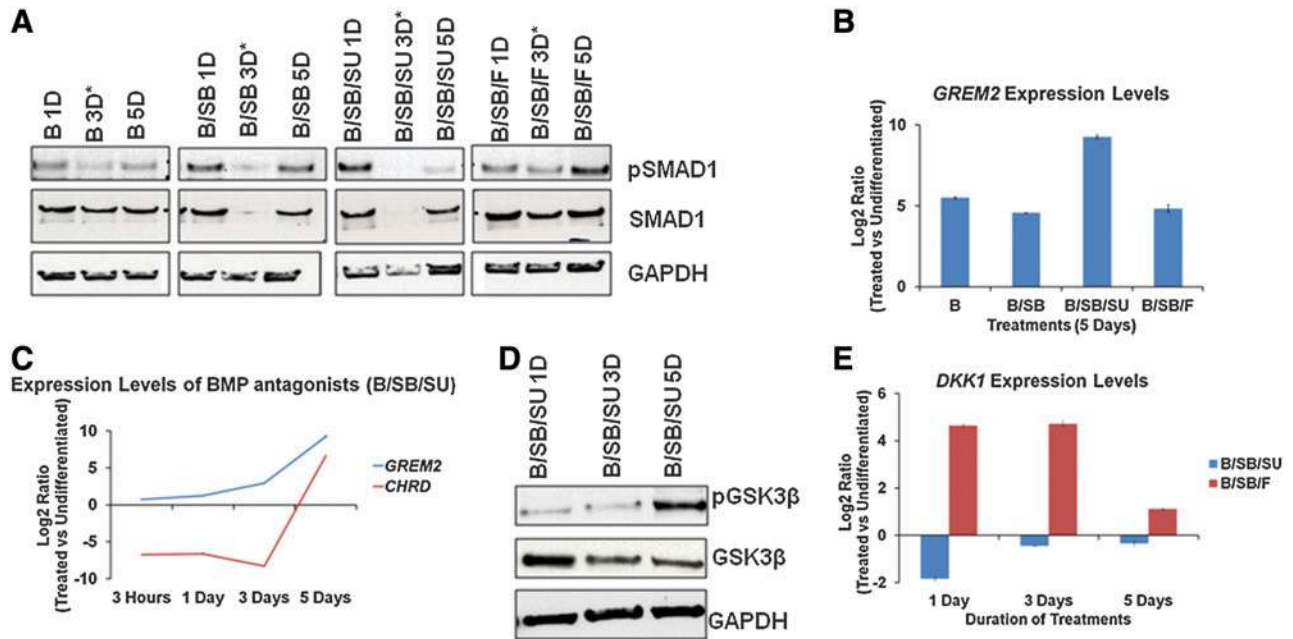 A
B 1D
B 3D*
B 5D
B/SB 1D
B/SB 3D*
B/SB 5D
B/SB/SU 1D
B/SB/SU 3D*
B/SB/SU 5D
B/SB/F 1D
B/SB/F 3D*
B/SB/F 5D
pSMAD1
SMAD1
GAPDH
B
GREM2 Expression Levels
Log2 Ratio
(Treated vs Undifferentiated)
10
5
0
B B/SB B/SB/SU B/SB/F
Treatments (5 Days)
C
Expression Levels of BMP antagonists (B/SB/SU)
Log2 Ratio
(Treated vs Undifferentiated)
10
5
0
-5
-10
GREM2
CHRD
3 Hours 1 Day 3 Days 5 Days
D
B/SB/SU 1D
B/SB/SU 3D
B/SB/SU 5D
pGSK3β
GSK3β
GAPDH
E
DKK1 Expression Levels
Log2 Ratio
(Treated vs Undifferentiated)
6
4
2
0
-2
B/SB/SU
B/SB/F
1 Day 3 Days 5 Days
Duration of Treatments